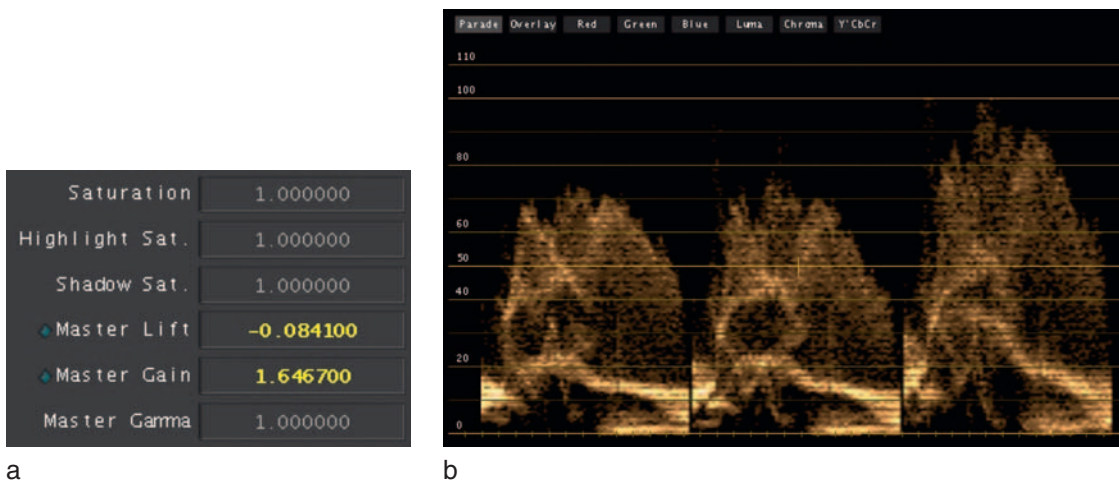 Saturation 1.000000
Highlight Sat. 1.000000
Shadow Sat. 1.000000
Master Lift -0.084100
Master Gain 1.646700
Master Gamma 1.000000
a
Parade Overlay Red Green Blue Luma Chroma Y'CbCr
110
100
80
60
50
40
20
0
b